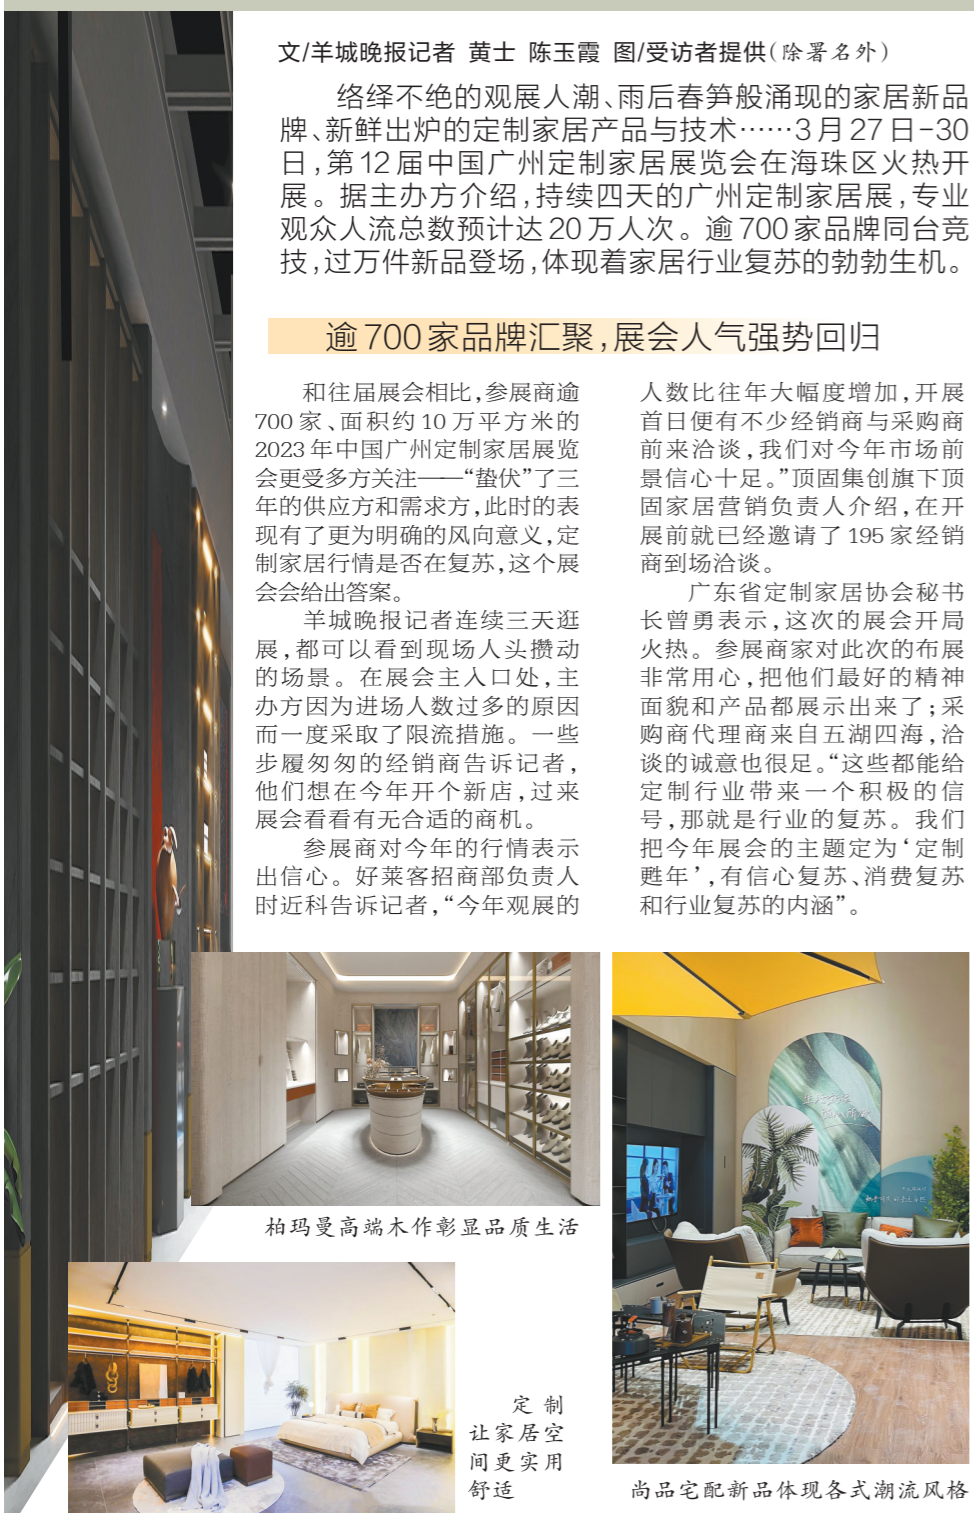 文/羊城晚报记者 黄士 陈玉霞 图/受访者提供(除署名外)
络绎不绝的观展人潮、雨后春笋般涌现的家居新品
牌、新鲜出炉的定制家居产品与技术……3月27日-30
日,第12届中国广州定制家居展览会在海珠区火热开
展。据主办方介绍,持续四天的广州定制家居展,专业
观众人流总数预计达20万人次。逾700家品牌同台竞
技,过万件新品登场,体现着家居行业复苏的勃勃生机。
逾700家品牌汇聚,展会人气强势回归
和往届展会相比,参展商逾
700家、面积约10万平方米的
2023年中国广州定制家居展览
会更受多方关注——“蛰伏”了三
年的供应方和需求方,此时的表
现有了更为明确的风向意义,定
制家居行情是否在复苏,这个展
会会给出答案。
羊城晚报记者连续三天逛
展,都可以看到现场人头攒动
的场景。在展会主入口处,主
办方因为进场人数过多的原因
而一度采取了限流措施。一些
步履匆匆的经销商告诉记者,
他们想在今年开个新店,过来
展会看看有无合适的商机。
参展商对今年的行情表示
出信心。好莱客招商部负责人
时近科告诉记者,“今年观展的
人数比往年大幅度增加,开展
首日便有不少经销商与采购商
前来洽谈,我们对今年市场前
景信心十足。”顶固集创旗下顶
固家居营销负责人介绍,在开
展前就已经邀请了195家经销
商到场洽谈。
广东省定制家居协会秘书
长曾勇表示,这次的展会开局
火热。参展商家对此次的布展
非常用心,把他们最好的精神
面貌和产品都展示出来了;采
购商代理商来自五湖四海,洽
谈的诚意也很足。“这些都能给
定制行业带来一个积极的信
号,那就是行业的复苏。我们
把今年展会的主题定为‘定制
甦年’,有信心复苏、消费复苏
和行业复苏的内涵”。
柏玛曼高端木作彰显品质生活
定制
让家居空
间更实用
舒适
尚品宅配新品体现各式潮流风格